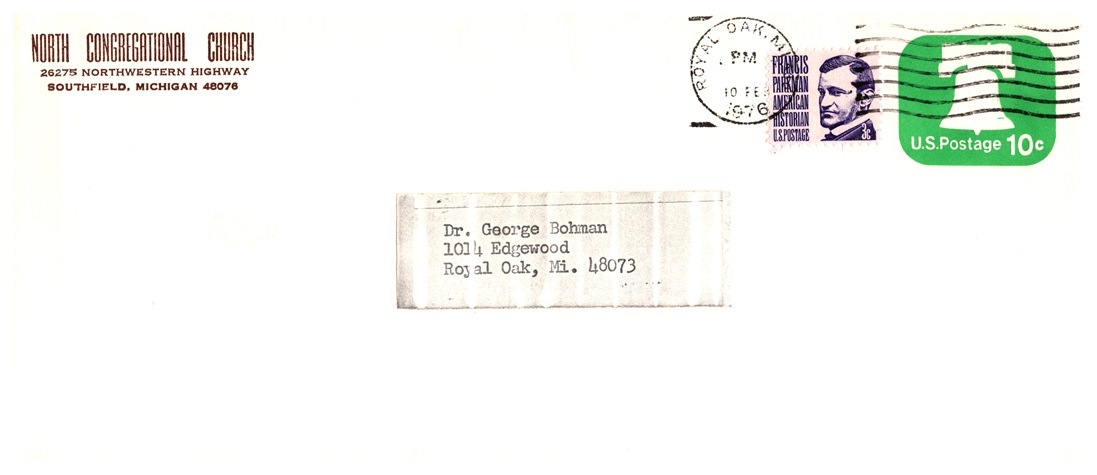 NORTH CONGREGATIONAL CHURCH
26275 NORTHWESTERN HIGHWAY
SOUTHFIELD, MICHIGAN 48076
ROYAL OAK, MI
PM
10 FEB
1976
FRANCIS
PARKMAN
AMERICAN
HISTORIAN
U.S.POSTAGE
3c
U.S.Postage 10c
Dr. George Bohman
1014 Edgewood
Royal Oak, Mi. 48073